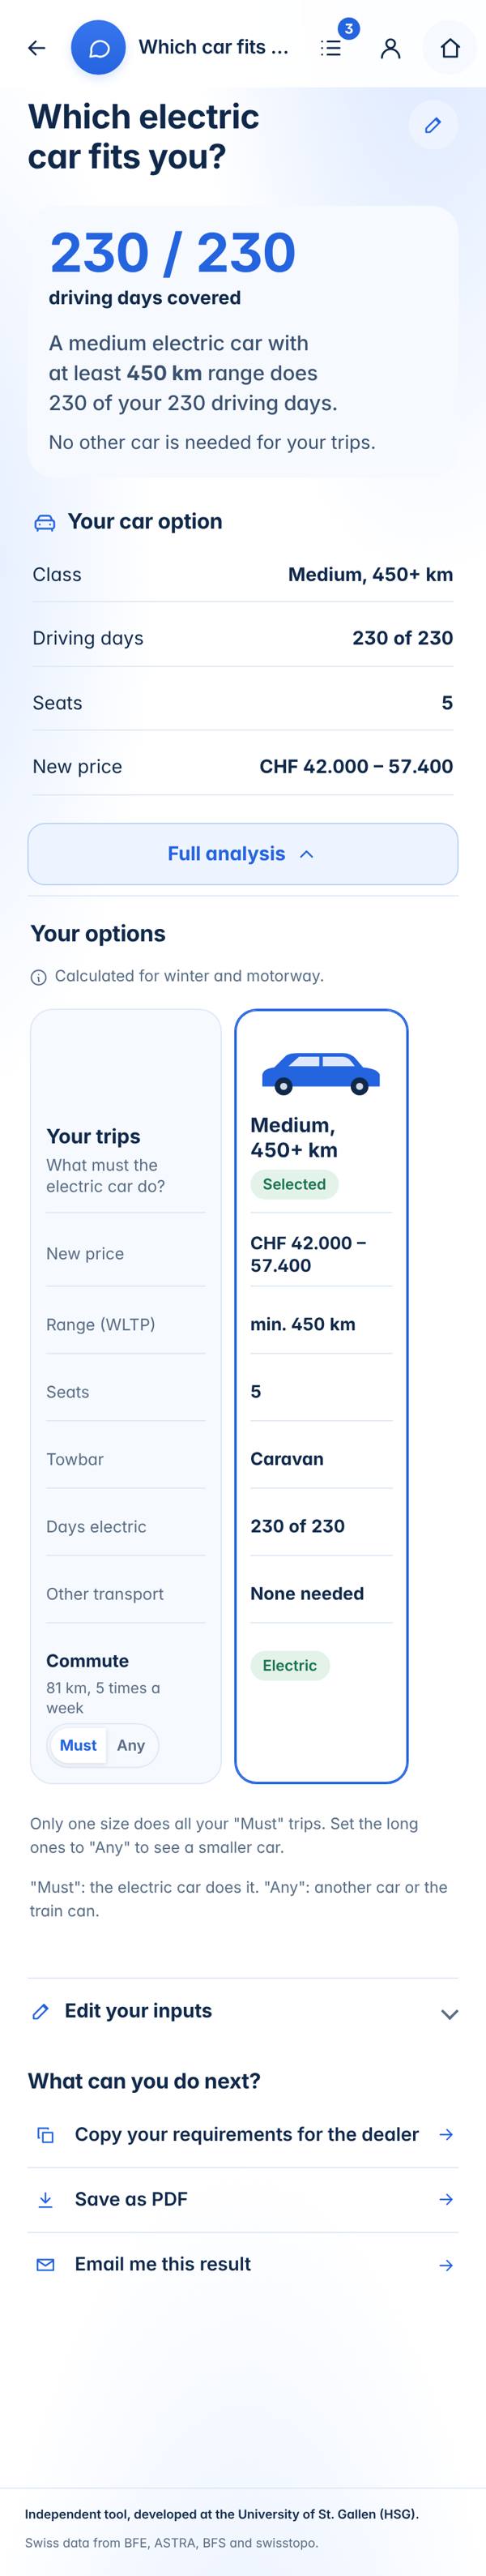 Which car fits ...
3
Which electric
car fits you?
230 / 230
driving days covered
A medium electric car with
at least 450 km range does
230 of your 230 driving days.
No other car is needed for your trips.
Your car option
Class Medium, 450+ km
Driving days 230 of 230
Seats 5
New price CHF 42.000 – 57.400
Full analysis
Your options
Calculated for winter and motorway.
Your trips
What must the
electric car do?
Medium,
450+ km
Selected
New price CHF 42.000 –
57.400
Range (WLTP) min. 450 km
Seats 5
Towbar Caravan
Days electric 230 of 230
Other transport None needed
Commute
81 km, 5 times a
week
Must Any
Electric
Only one size does all your "Must" trips. Set the long
ones to "Any" to see a smaller car.
"Must": the electric car does it. "Any": another car or the
train can.
Edit your inputs
What can you do next?
Copy your requirements for the dealer
Save as PDF
Email me this result
Independent tool, developed at the University of St. Gallen (HSG).
Swiss data from BFE, ASTRA, BFS and swisstopo.